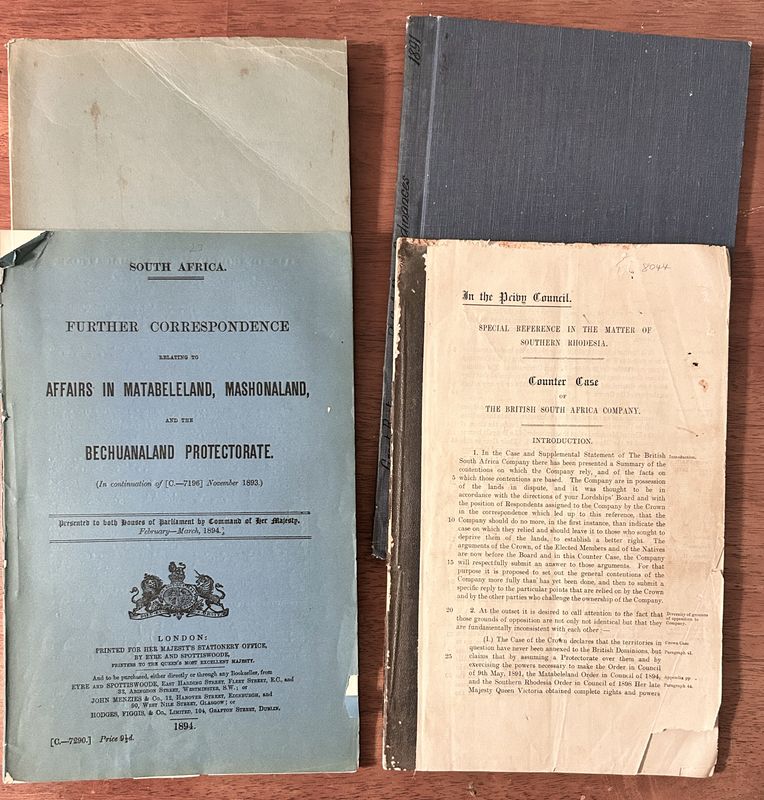 1891
SOUTH AFRICA.
FURTHER CORRESPONDENCE
RELATING TO
AFFAIRS IN MATABELELAND, MASHONALAND,
AND THE
BECHUANALAND PROTECTORATE.
(In continuation of [C.—7196] November 1893.)
Presented to both Houses of Parliament by Command of Her Majesty.
February—March, 1894.
LONDON:
PRINTED FOR HER MAJESTY'S STATIONERY OFFICE,
BY EYRE AND SPOTTISWOODE,
PRINTERS TO THE QUEEN'S MOST EXCELLENT MAJESTY.
And to be purchased, either directly or through any Bookseller, from
EYRE AND SPOTTISWOODE, EAST HARDING STREET, FLEET STREET, E.C., and
32, ABINGDON STREET, WESTMINSTER, S.W.; or
JOHN MENZIES & Co., 12, HANOVER STREET, EDINBURGH, and
90, WEST NILE STREET, GLASGOW; or
HODGES, FIGGIS, & Co., LIMITED, 104, GRAFTON STREET, DUBLIN.
1894.
[C.—7290.] Price 9½d.
8044
In the Privy Council.
SPECIAL REFERENCE IN THE MATTER OF
SOUTHERN RHODESIA.
Counter Case
OF
THE BRITISH SOUTH AFRICA COMPANY.
INTRODUCTION.
1. In the Case and Supplemental Statement of The British Introduction.
South Africa Company there has been presented a Summary of the
contentions on which the Company rely, and of the facts on
5 which those contentions are based. The Company are in possession
of the lands in dispute, and it was thought to be in
accordance with the directions of your Lordships' Board and with
the position of Respondents assigned to the Company by the Crown
in the correspondence which led up to this reference, that the
10 Company should do no more, in the first instance, than indicate the
case on which they relied and should leave it to those who sought to
deprive them of the lands, to establish a better right. The
arguments of the Crown, of the Elected Members and of the Natives
are now before the Board and in this Counter Case, the Company
15 will respectfully submit an answer to those arguments. For that
purpose it is proposed to set out the general contentions of the
Company more fully than has yet been done, and then to submit a
specific reply to the particular points that are relied on by the Crown
and by the other parties who challenge the ownership of the Company.
20 2. At the outset it is desired to call attention to the fact that Diversity of grounds
those grounds of opposition are not only not identical but that they of opposition to
are fundamentally inconsistent with each other:— Company.
(1.) The Case of the Crown declares that the territories in Crown Case
question have never been annexed to the British Dominions, but Paragraph 41.
25 claims that by assuming a Protectorate over them and by
exercising the powers necessary to make the Order in Council
of 9th May, 1891, the Matabeleland Order in Council of 1894, Appendix pp
and the Southern Rhodesia Order in Council of 1898 Her late Paragraph 4a.
Majesty Queen Victoria obtained complete rights and powers